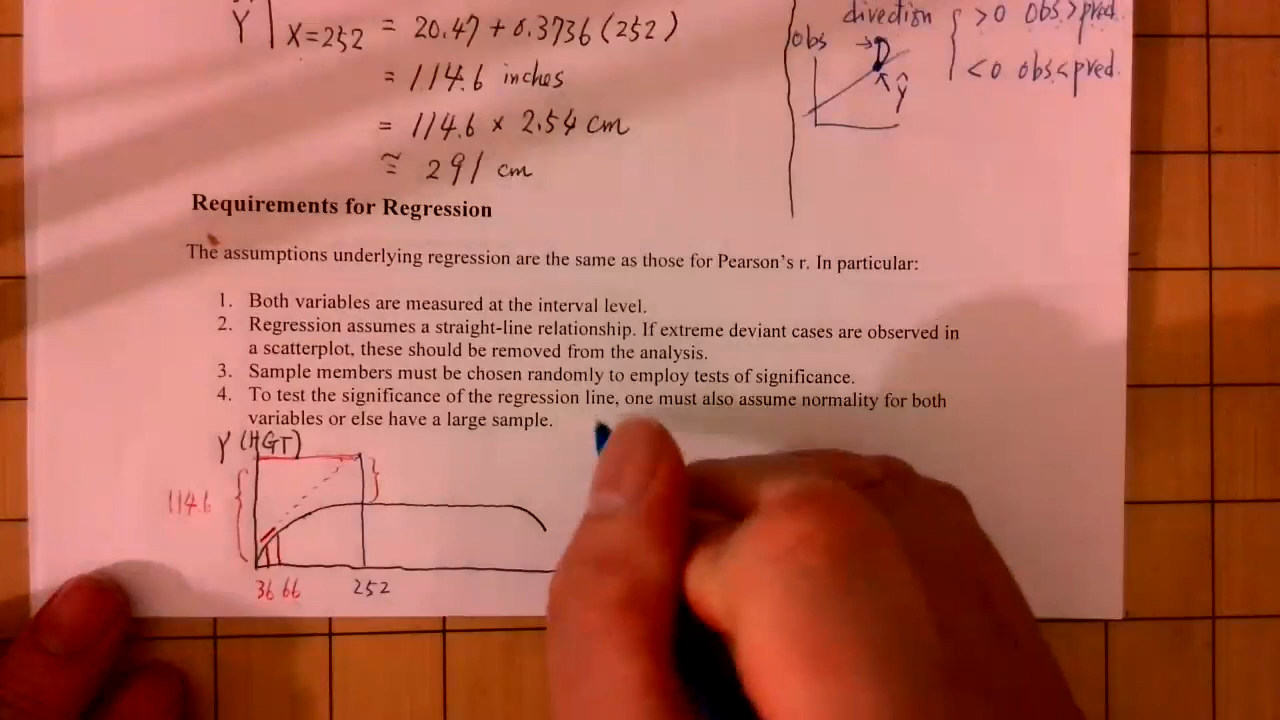 Ŷ | X=252 = 20.47 + 0.3736 (252)
= 114.6 inches
= 114.6 × 2.54 cm
≅ 291 cm
direction { >0 obs>pred.
<0 obs<pred.
obs
D
Ŷ
Requirements for Regression
The assumptions underlying regression are the same as those for Pearson's r. In particular:
1. Both variables are measured at the interval level.
2. Regression assumes a straight-line relationship. If extreme deviant cases are observed in
a scatterplot, these should be removed from the analysis.
3. Sample members must be chosen randomly to employ tests of significance.
4. To test the significance of the regression line, one must also assume normality for both
variables or else have a large sample.
Y (HGT)
114.6
36 66 252